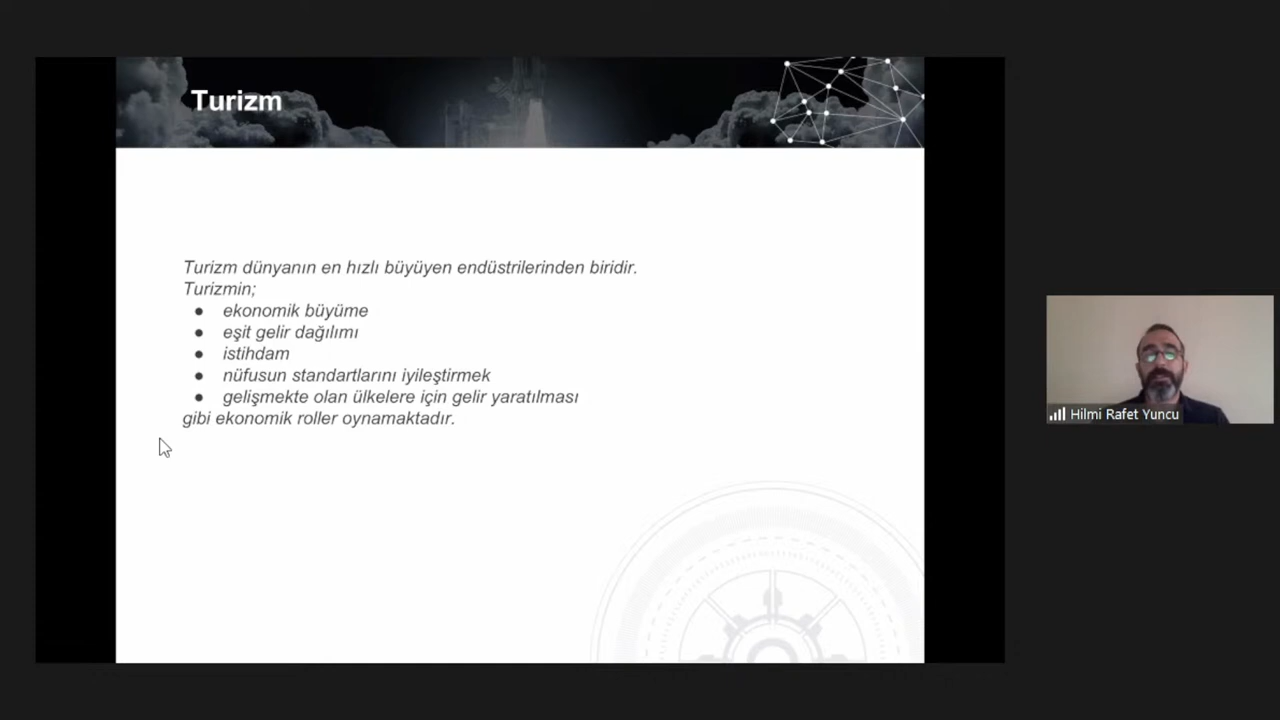 Turizm
Turizm dünyanın en hızlı büyüyen endüstrilerinden biridir.
Turizmin;
● ekonomik büyüme
● eşit gelir dağılımı
● istihdam
● nüfusun standartlarını iyileştirmek
● gelişmekte olan ülkelere için gelir yaratılması
gibi ekonomik roller oynamaktadır.
Hilmi Rafet Yuncu